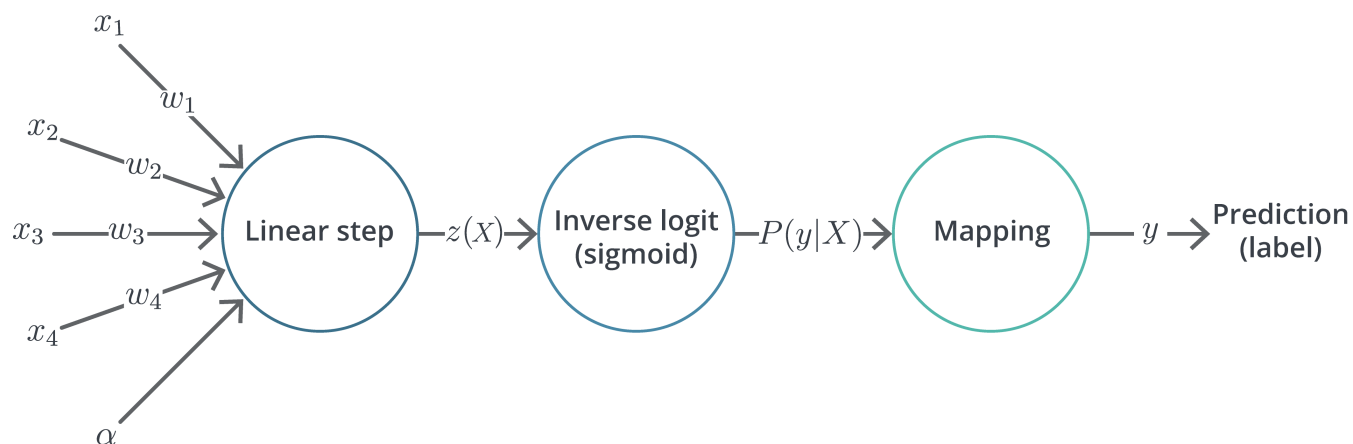 x₁
w₁
x₂
w₂
x₃
w₃
w₄
x₄
α
Linear step
z(X)
Inverse logit
(sigmoid)
P(y|X)
Mapping
y
Prediction
(label)